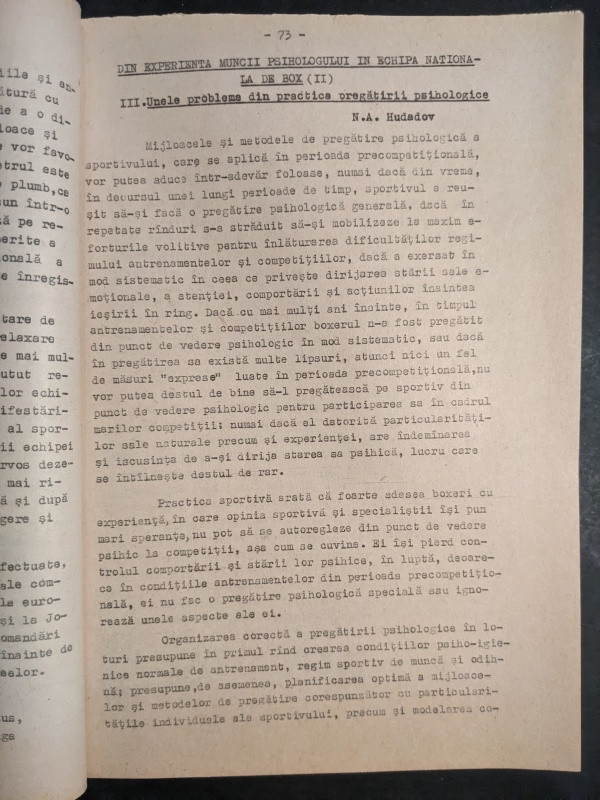 - 73 -
DIN EXPERIENTA MUNCII PSIHOLOGULUI IN ECHIPA NATIONA-
LA DE BOX (II)
III. Unele probleme din practica pregătirii psihologice
N.A. Hudadov
Mijloacele şi metodele de pregătire psihologică a
sportivului, care se aplică în perioada precompetiţională,
vor putea aduce într-adevăr foloase, numai dacă din vreme,
în decursul unei lungi perioade de timp, sportivul a reu-
şit să-şi facă o pregătire psihologică generală, dacă în
repetate rînduri s-a străduit să-şi mobilizeze la maxim e-
forturile volitive pentru înlăturarea dificultăţilor regi-
mului antrenamentelor şi competiţiilor, dacă a exersat în
mod sistematic în ceea ce priveşte dirijarea stării sale e-
moţionale, a atenţiei, comportării şi acţiunilor înaintea
ieşirii în ring. Dacă cu mai mulţi ani înainte, în timpul
antrenamentelor şi competiţiilor boxerul n-a fost pregătit
din punct de vedere psihologic în mod sistematic, sau dacă
în pregătirea sa există multe lipsuri, atunci nici un fel
de măsuri "exprese" luate în perioada precompetiţională, nu
vor putea destul de bine să-l pregătească pe sportiv din
punct de vedere psihologic pentru participarea sa în cadrul
marilor competiţii: numai dacă el datorită particularităţi-
lor sale naturale precum şi experienţei, are îndemînarea
şi iscusinţa de a-şi dirija starea sa psihică, lucru care
se întîlneşte destul de rar.
Practica sportivă arată că foarte adesea boxeri cu
experienţă, în care opinia sportivă şi specialiştii îşi pun
mari speranţe, nu pot să se autoregleze din punct de vedere
psihic la competiţii, aşa cum se cuvine. Ei îşi pierd con-
trolul comportării şi stării lor psihice, în luptă, deoare-
ce în condiţiile antrenamentelor din perioada precompetiţio-
nală, ei nu fac o pregătire psihologică specială sau igno-
rează unele aspecte ale ei.
Organizarea corectă a pregătirii psihologice în lo-
turi presupune în primul rînd crearea condiţiilor psiho-igie-
nice normale de antrenament, regim sportiv de muncă şi odih-
nă; presupune, de asemenea, planificarea optimă a mijloace-
lor şi metodelor de pregătire corespunzător cu particulari-
tăţile individuale ale sportivului, precum şi modelarea co-